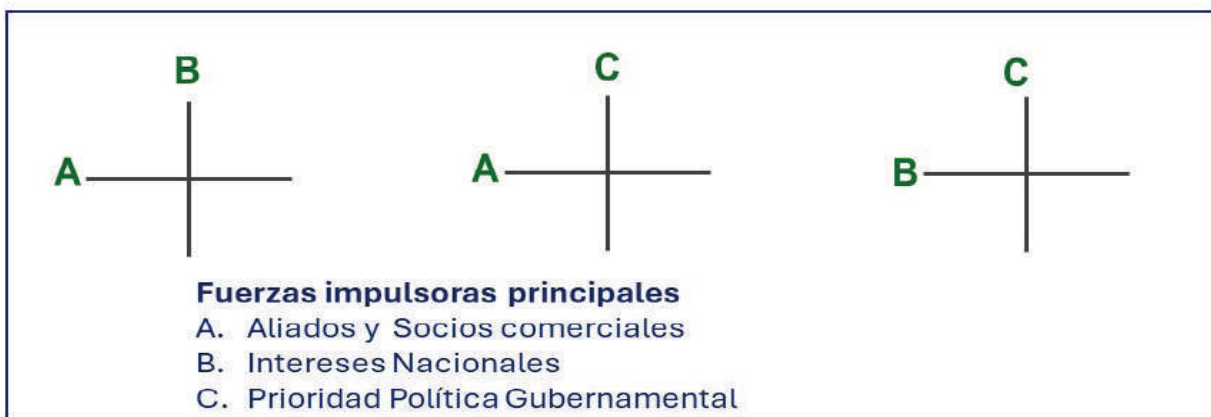 B
A
C
A
C
B
Fuerzas impulsoras principales
A. Aliados y Socios comerciales
B. Intereses Nacionales
C. Prioridad Política Gubernamental